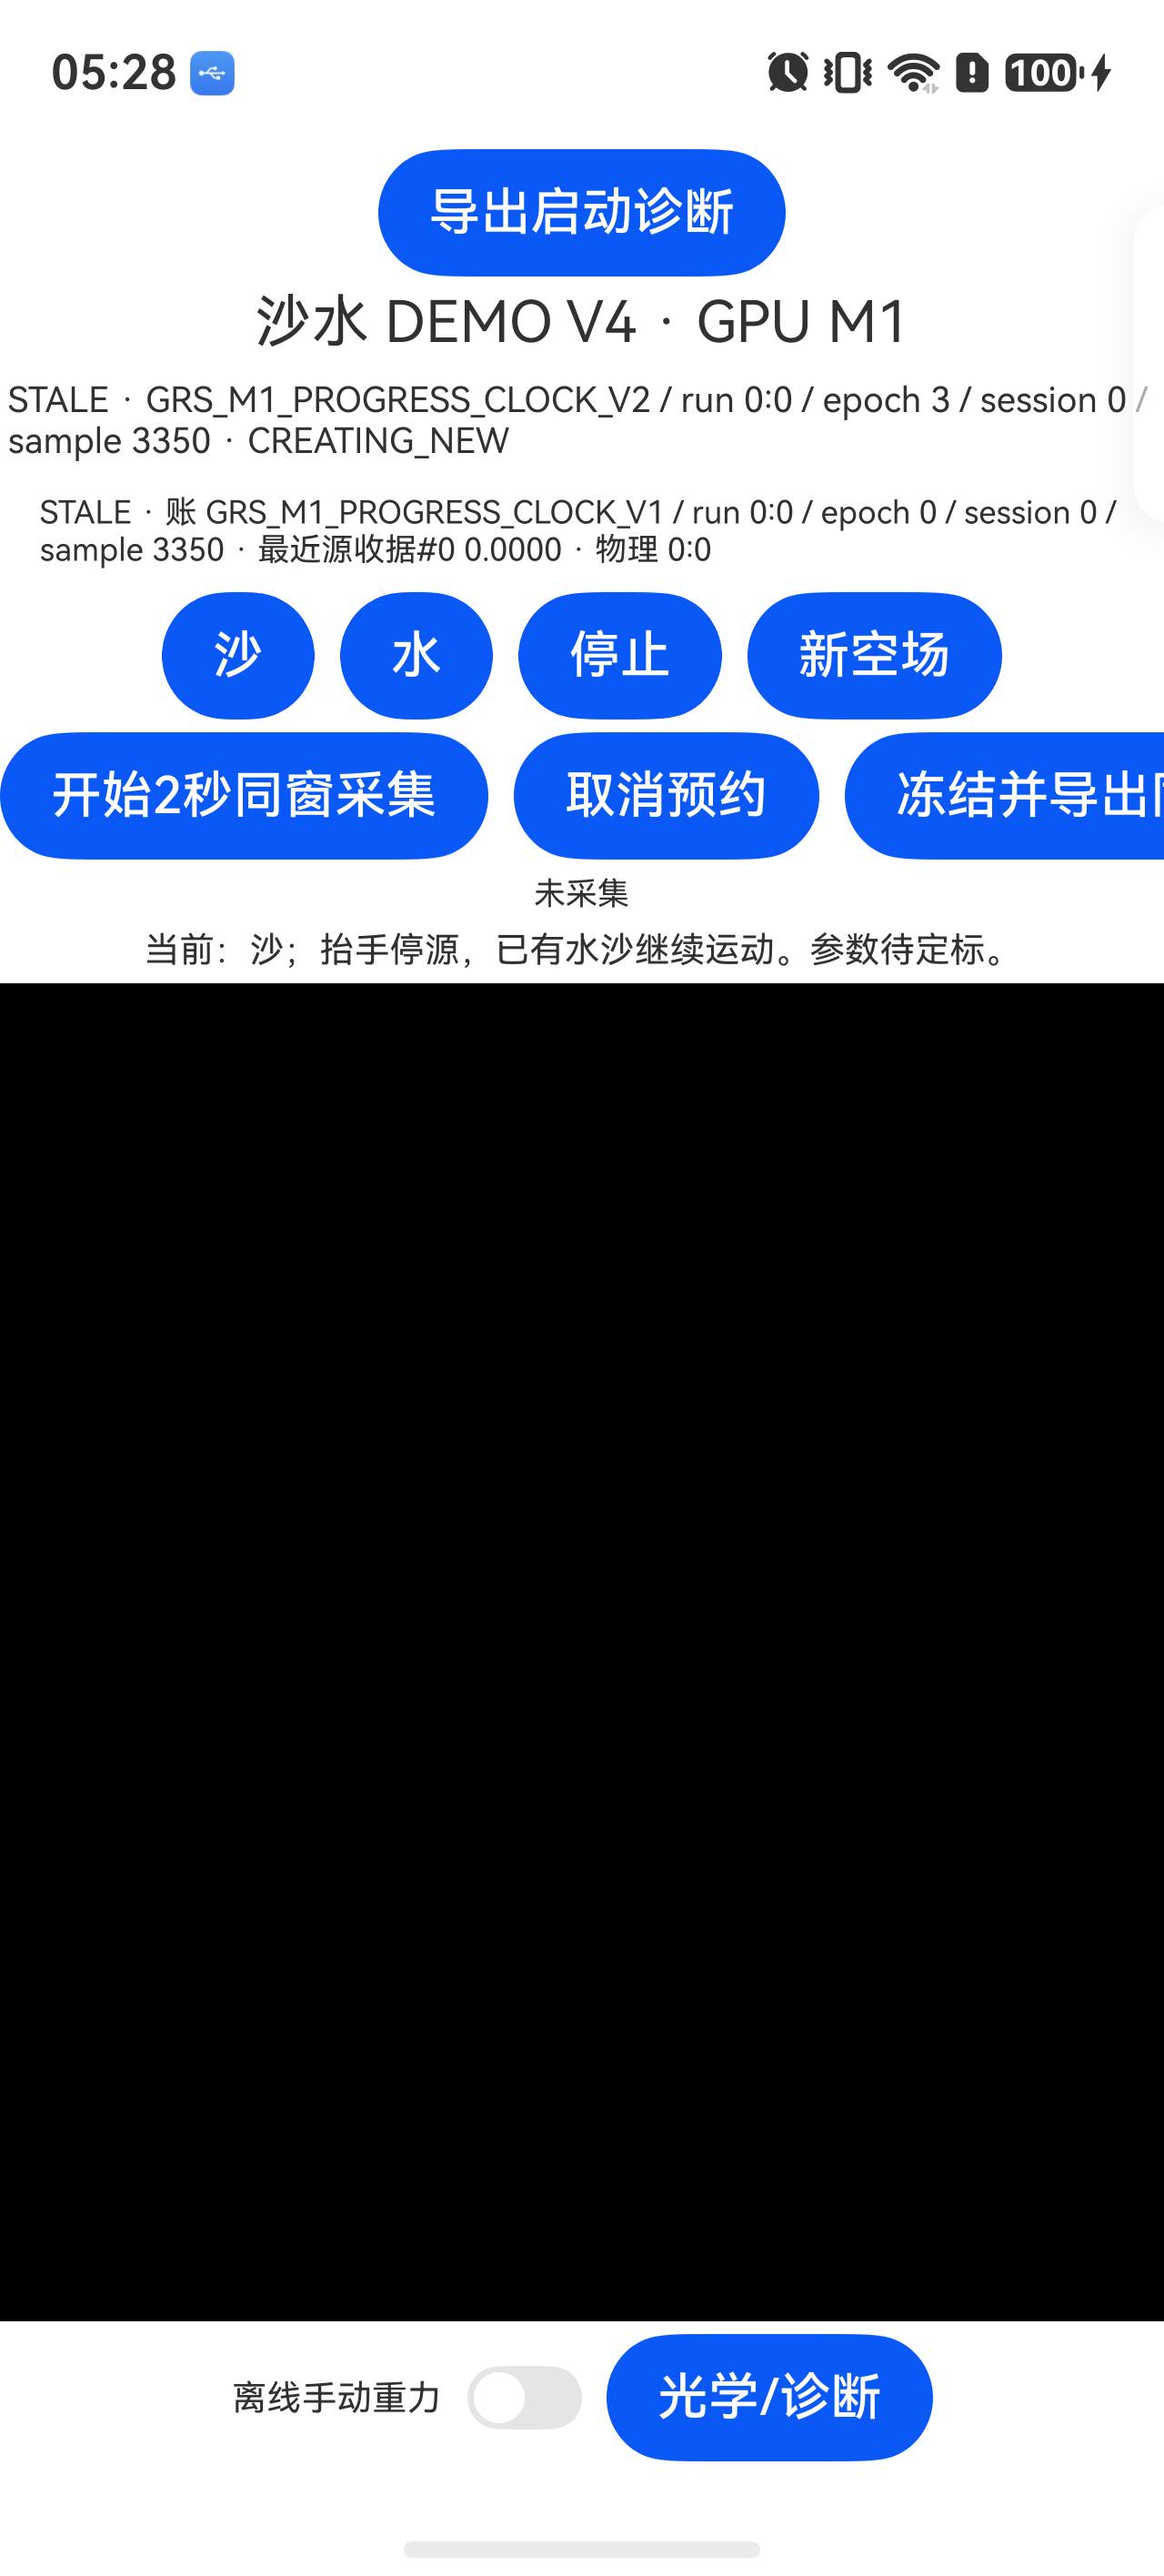 05:28
100
导出启动诊断
沙水 DEMO V4 · GPU M1
STALE · GRS_M1_PROGRESS_CLOCK_V2 / run 0:0 / epoch 3 / session 0 /
sample 3350 · CREATING_NEW
STALE · 账 GRS_M1_PROGRESS_CLOCK_V1 / run 0:0 / epoch 0 / session 0 /
sample 3350 · 最近源收据#0 0.0000 · 物理 0:0
沙 水 停止 新空场
开始2秒同窗采集 取消预约 冻结并导出
未采集
当前：沙；抬手停源，已有水沙继续运动。参数待定标。
离线手动重力 光学/诊断